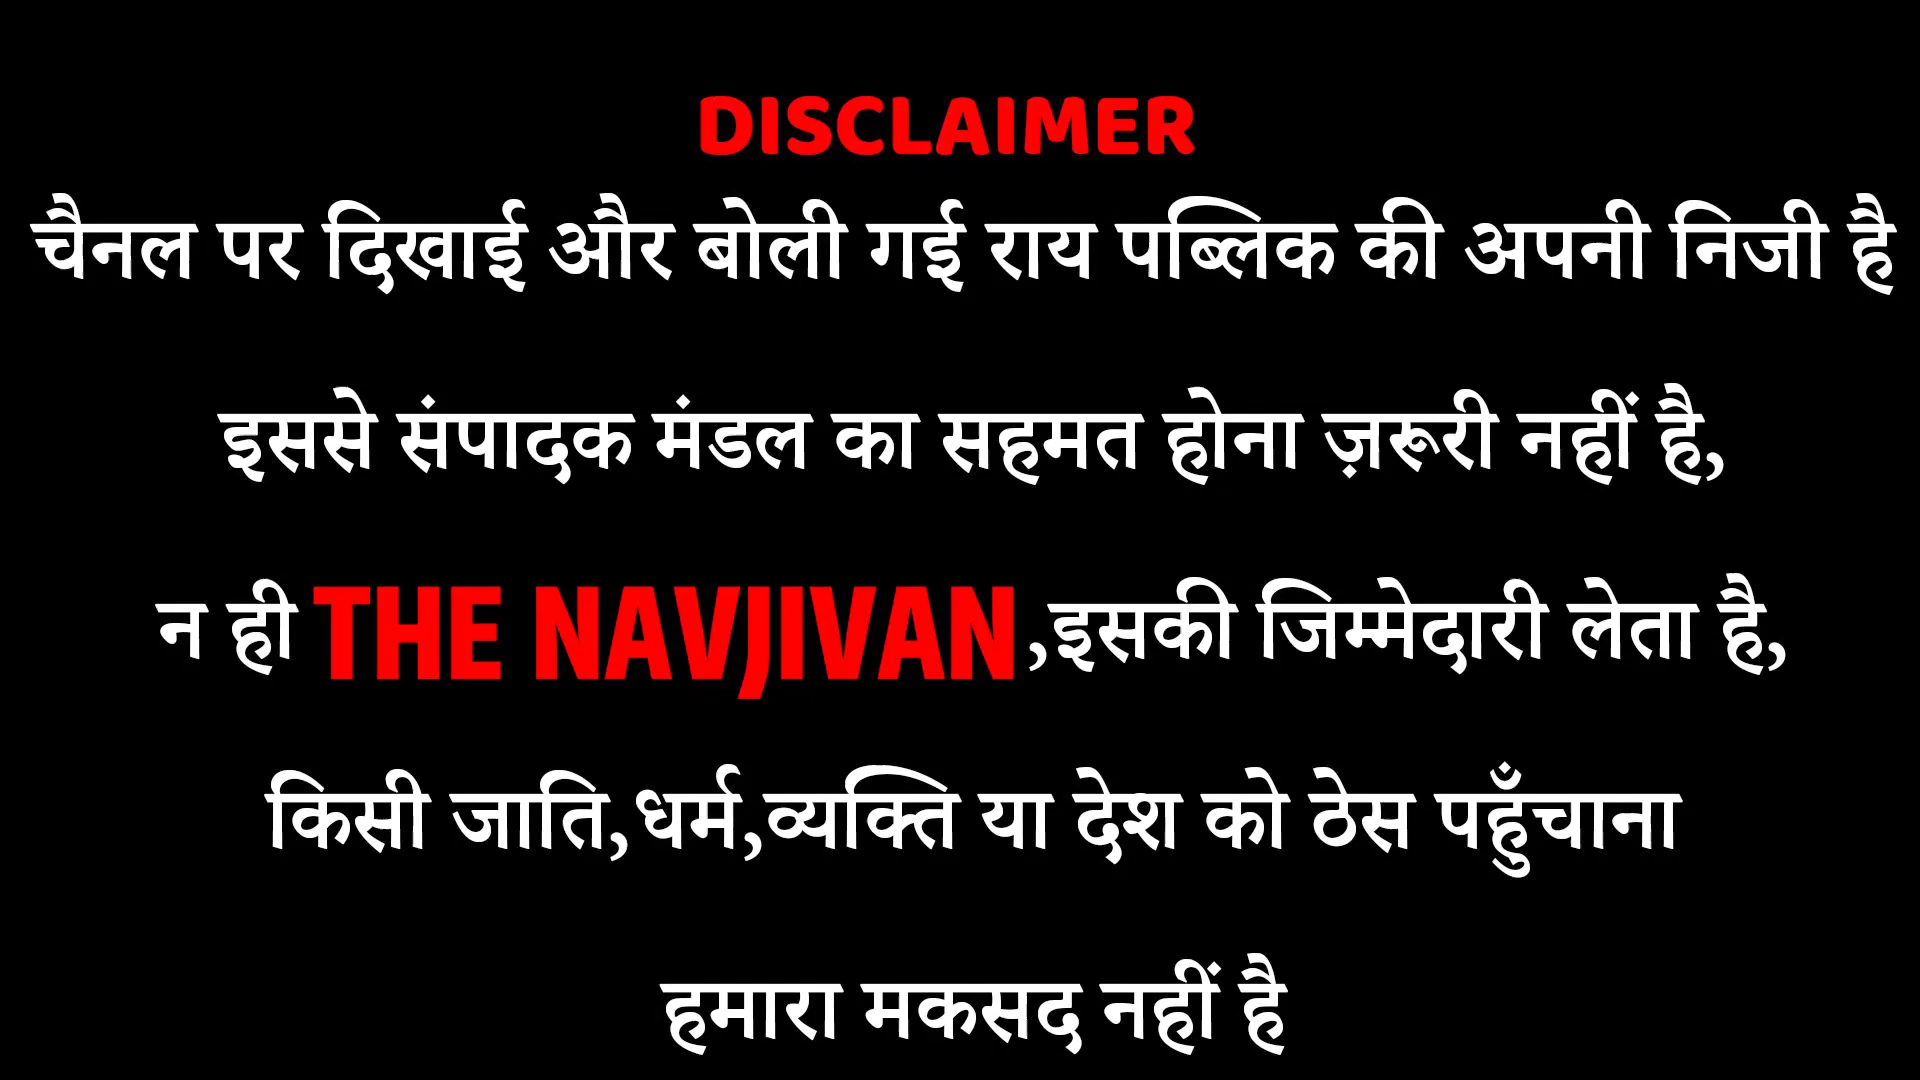 DISCLAIMER
चैनल पर दिखाई और बोली गई राय पब्लिक की अपनी निजी है
इससे संपादक मंडल का सहमत होना ज़रूरी नहीं है,
न ही THE NAVJIVAN ,इसकी जिम्मेदारी लेता है,
किसी जाति,धर्म,व्यक्ति या देश को ठेस पहुँचाना
हमारा मकसद नहीं है